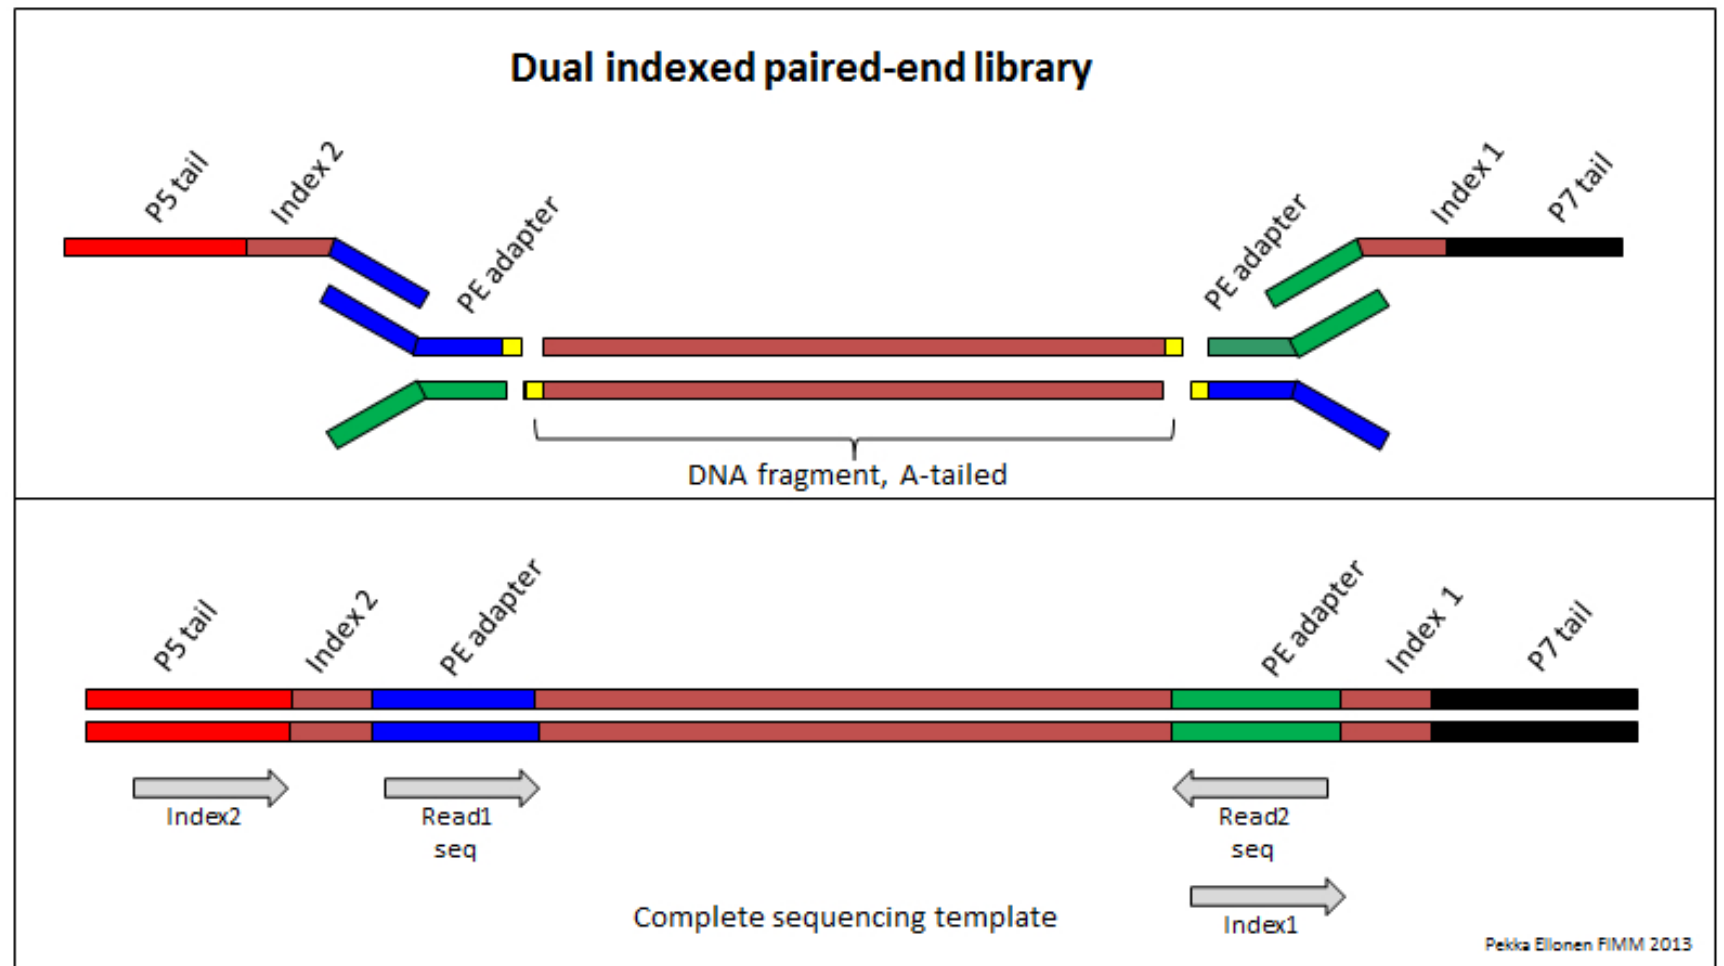 Dual indexed paired-end library
P5 tail
Index 2
PE adapter
PE adapter
Index 1
P7 tail
DNA fragment, A-tailed
P5 tail
Index 2
PE adapter
PE adapter
Index 1
P7 tail
Index2
Read1
seq
Read2
seq
Index1
Complete sequencing template
Pekka Ellonen FIMM 2013